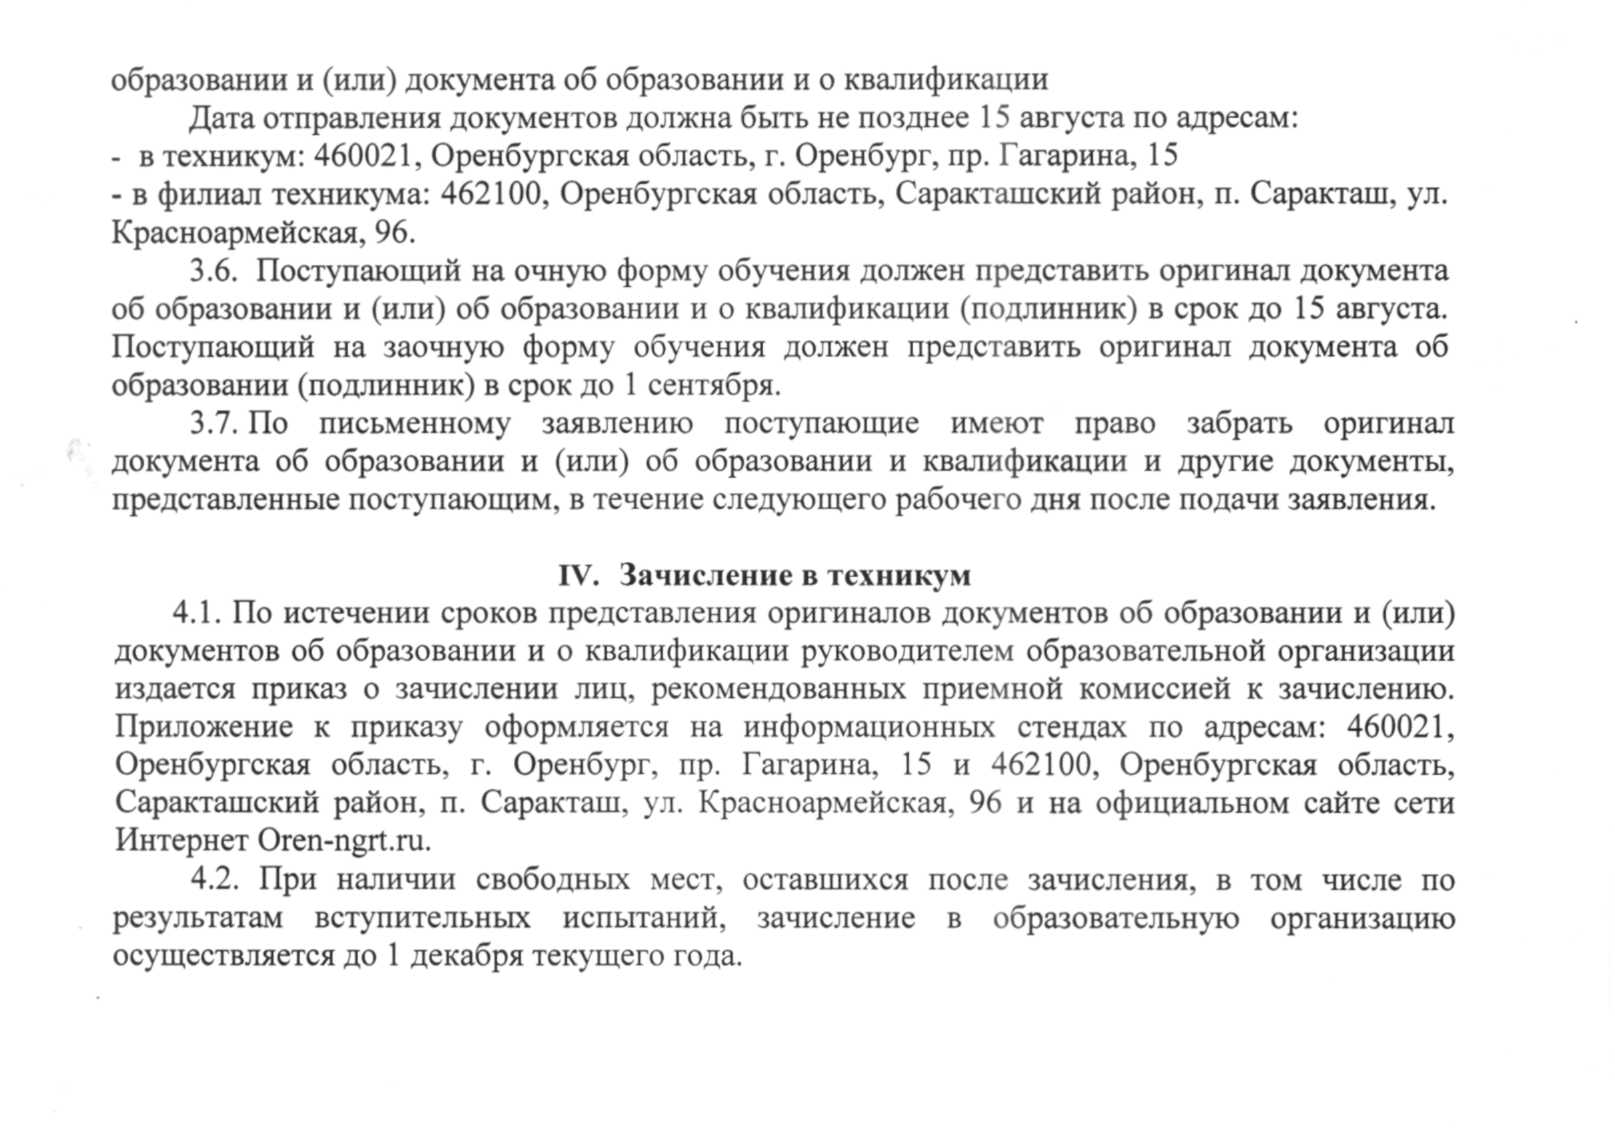 образовании и (или) документа об образовании и о квалификации
Дата отправления документов должна быть не позднее 15 августа по адресам:
- в техникум: 460021, Оренбургская область, г. Оренбург, пр. Гагарина, 15
- в филиал техникума: 462100, Оренбургская область, Саракташский район, п. Саракташ, ул.
Красноармейская, 96.
3.6. Поступающий на очную форму обучения должен представить оригинал документа
об образовании и (или) об образовании и о квалификации (подлинник) в срок до 15 августа.
Поступающий на заочную форму обучения должен представить оригинал документа об
образовании (подлинник) в срок до 1 сентября.
3.7. По письменному заявлению поступающие имеют право забрать оригинал
документа об образовании и (или) об образовании и квалификации и другие документы,
представленные поступающим, в течение следующего рабочего дня после подачи заявления.
IV. Зачисление в техникум
4.1. По истечении сроков представления оригиналов документов об образовании и (или)
документов об образовании и о квалификации руководителем образовательной организации
издается приказ о зачислении лиц, рекомендованных приемной комиссией к зачислению.
Приложение к приказу оформляется на информационных стендах по адресам: 460021,
Оренбургская область, г. Оренбург, пр. Гагарина, 15 и 462100, Оренбургская область,
Саракташский район, п. Саракташ, ул. Красноармейская, 96 и на официальном сайте сети
Интернет Oren-ngrt.ru.
4.2. При наличии свободных мест, оставшихся после зачисления, в том числе по
результатам вступительных испытаний, зачисление в образовательную организацию
осуществляется до 1 декабря текущего года.